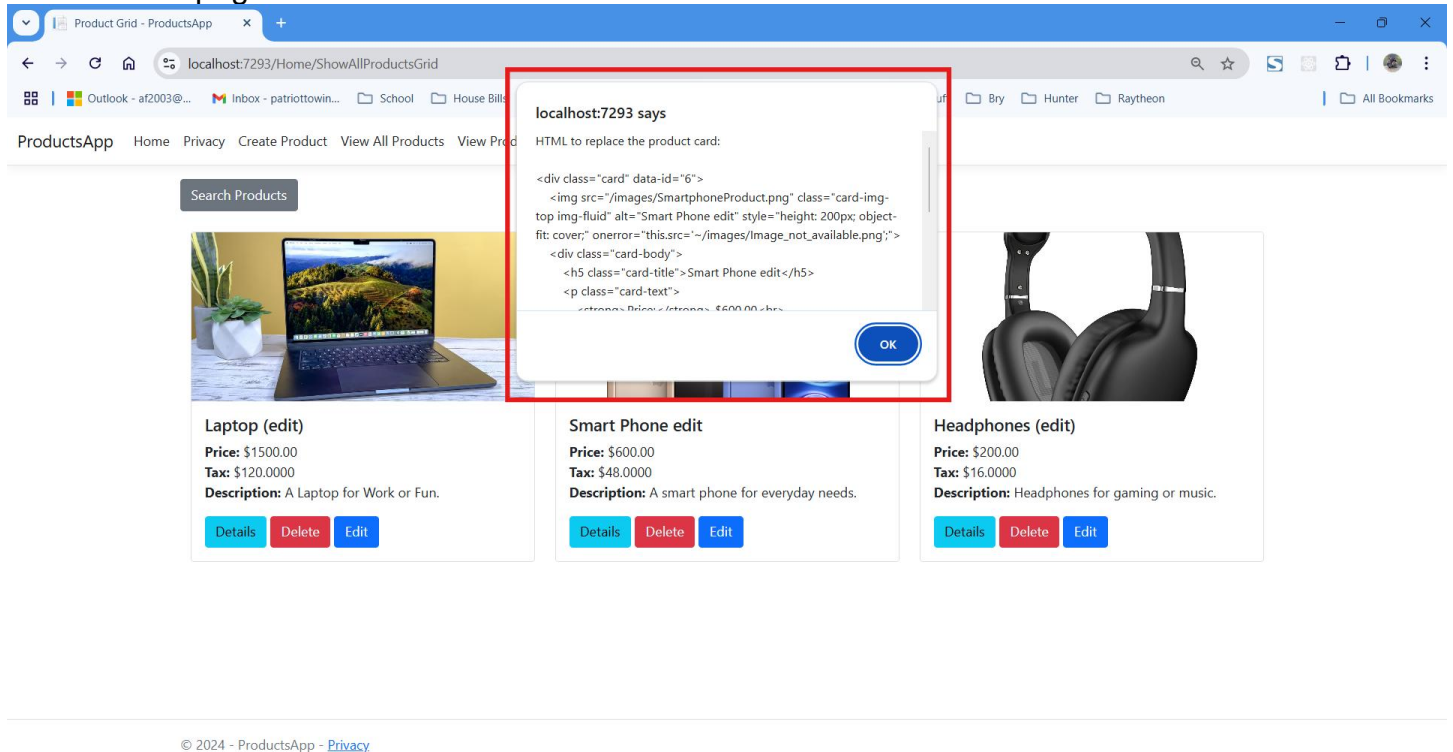 Product Grid - ProductsApp
localhost:7293/Home/ShowAllProductsGrid
Outlook - af2003@... Inbox - patriottowin... School House Bills Bry Hunter Raytheon All Bookmarks
ProductsApp Home Privacy Create Product View All Products View
Search Products
localhost:7293 says
HTML to replace the product card:
<div class="card" data-id="6">
<img src="/images/SmartphoneProduct.png" class="card-img-
top img-fluid" alt="Smart Phone edit" style="height: 200px; object-
fit: cover;" onerror="this.src='~/images/Image_not_available.png';">
<div class="card-body">
<h5 class="card-title">Smart Phone edit</h5>
<p class="card-text">
<strong>Price:</strong> $600.00<br>
OK
Laptop (edit)
Price: $1500.00
Tax: $120.0000
Description: A Laptop for Work or Fun.
Details Delete Edit
Smart Phone edit
Price: $600.00
Tax: $48.0000
Description: A smart phone for everyday needs.
Details Delete Edit
Headphones (edit)
Price: $200.00
Tax: $16.0000
Description: Headphones for gaming or music.
Details Delete Edit
© 2024 - ProductsApp - Privacy